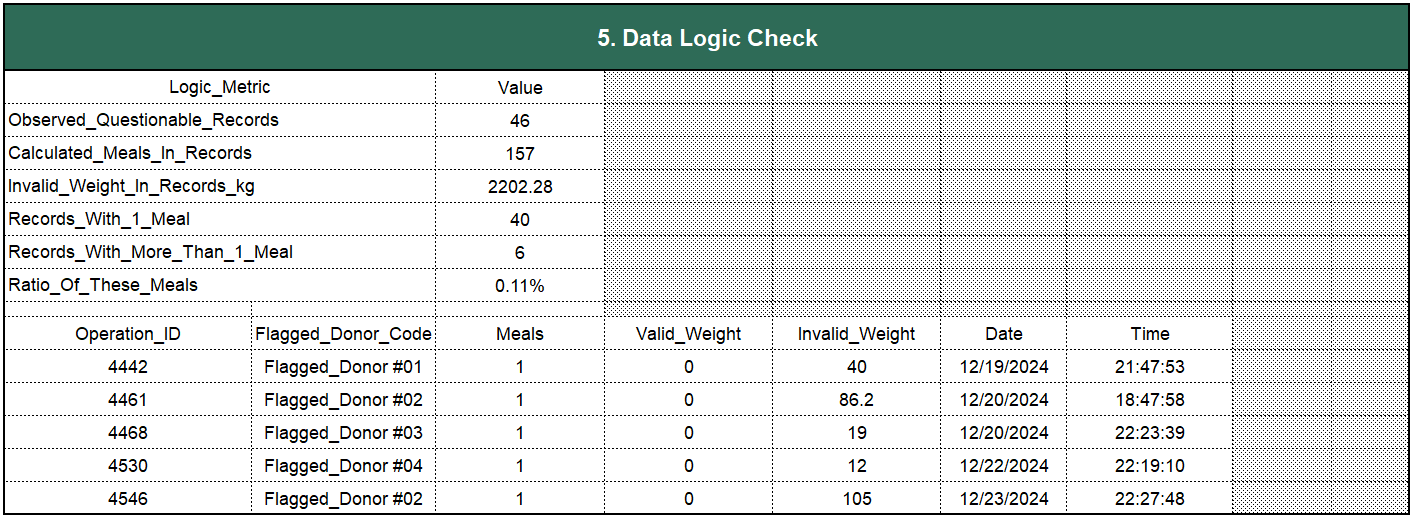 5. Data Logic Check
Logic_Metric Value
Observed_Questionable_Records 46
Calculated_Meals_In_Records 157
Invalid_Weight_In_Records_kg 2202.28
Records_With_1_Meal 40
Records_With_More_Than_1_Meal 6
Ratio_Of_These_Meals 0.11%
Operation_ID Flagged_Donor_Code Meals Valid_Weight Invalid_Weight Date Time
4442 Flagged_Donor #01 1 0 40 12/19/2024 21:47:53
4461 Flagged_Donor #02 1 0 86.2 12/20/2024 18:47:58
4468 Flagged_Donor #03 1 0 19 12/20/2024 22:23:39
4530 Flagged_Donor #04 1 0 12 12/22/2024 22:19:10
4546 Flagged_Donor #02 1 0 105 12/23/2024 22:27:48